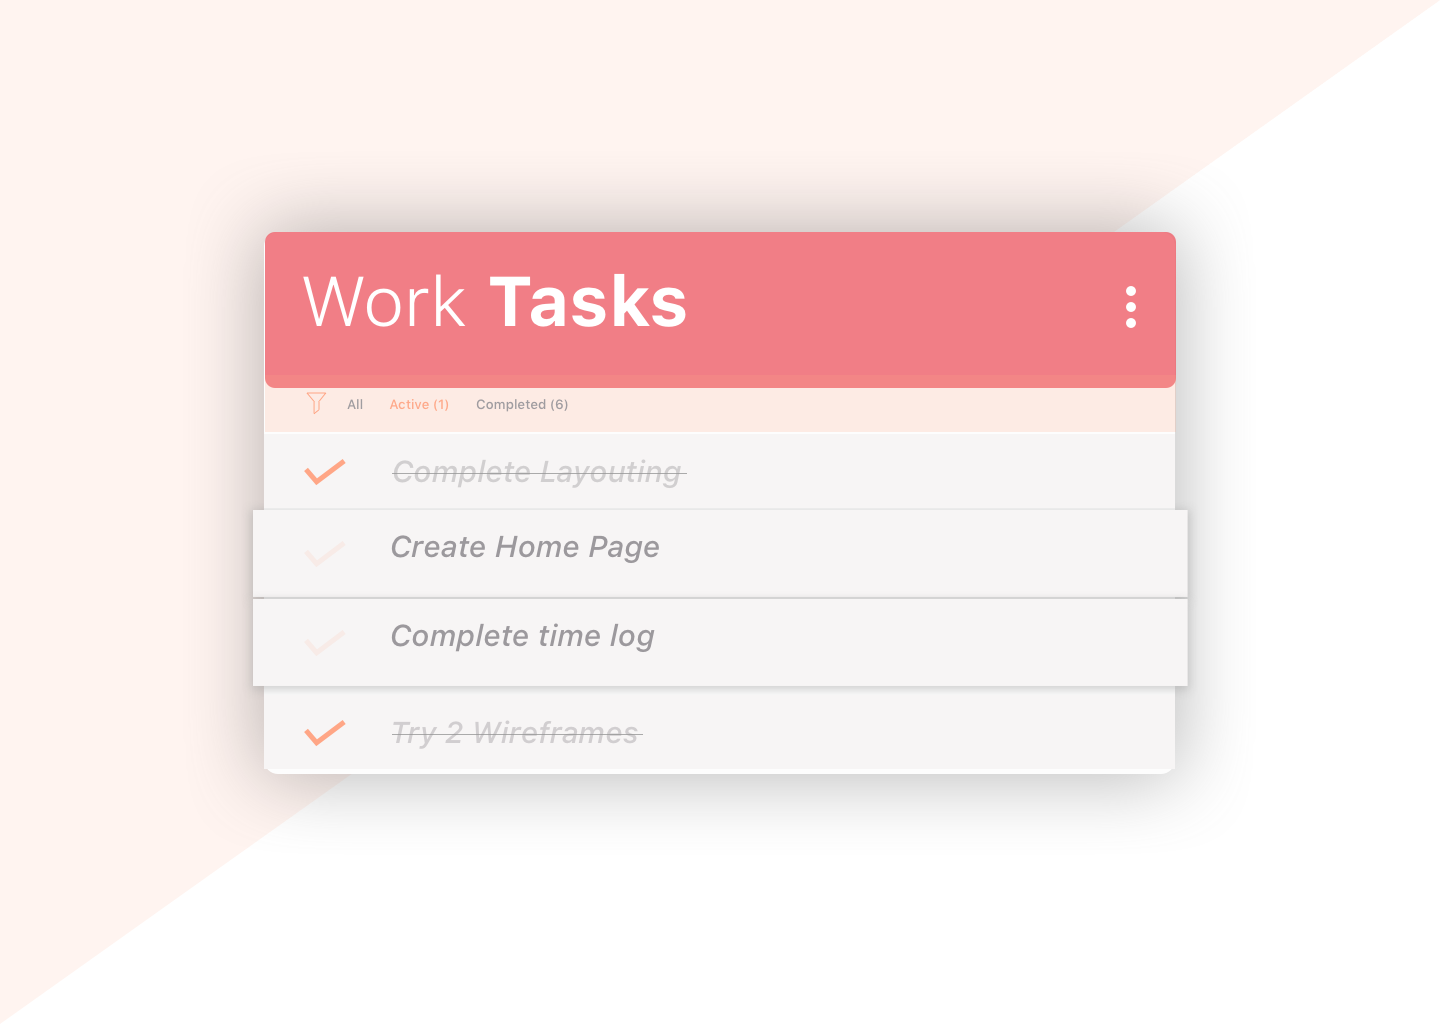 Work Tasks
All Active (1) Completed (6)
Complete Layouting
Create Home Page
Complete time log
Try 2 Wireframes